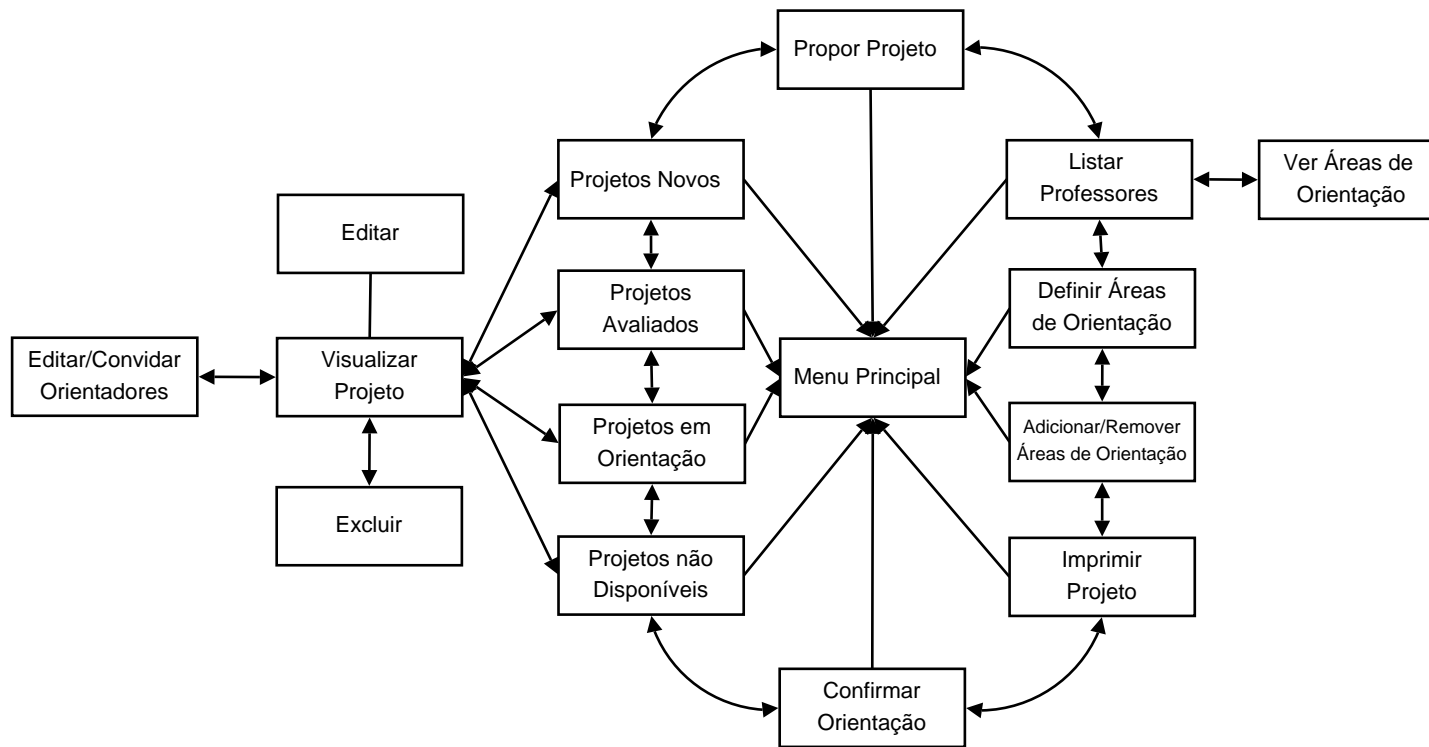 Propor Projeto
Projetos Novos
Listar
Professores
Ver Áreas de
Orientação
Editar
Projetos
Avaliados
Definir Áreas
de Orientação
Editar/Convidar
Orientadores
Visualizar
Projeto
Menu Principal
Projetos em
Orientação
Adicionar/Remover
Áreas de Orientação
Excluir
Projetos não
Disponíveis
Imprimir
Projeto
Confirmar
Orientação